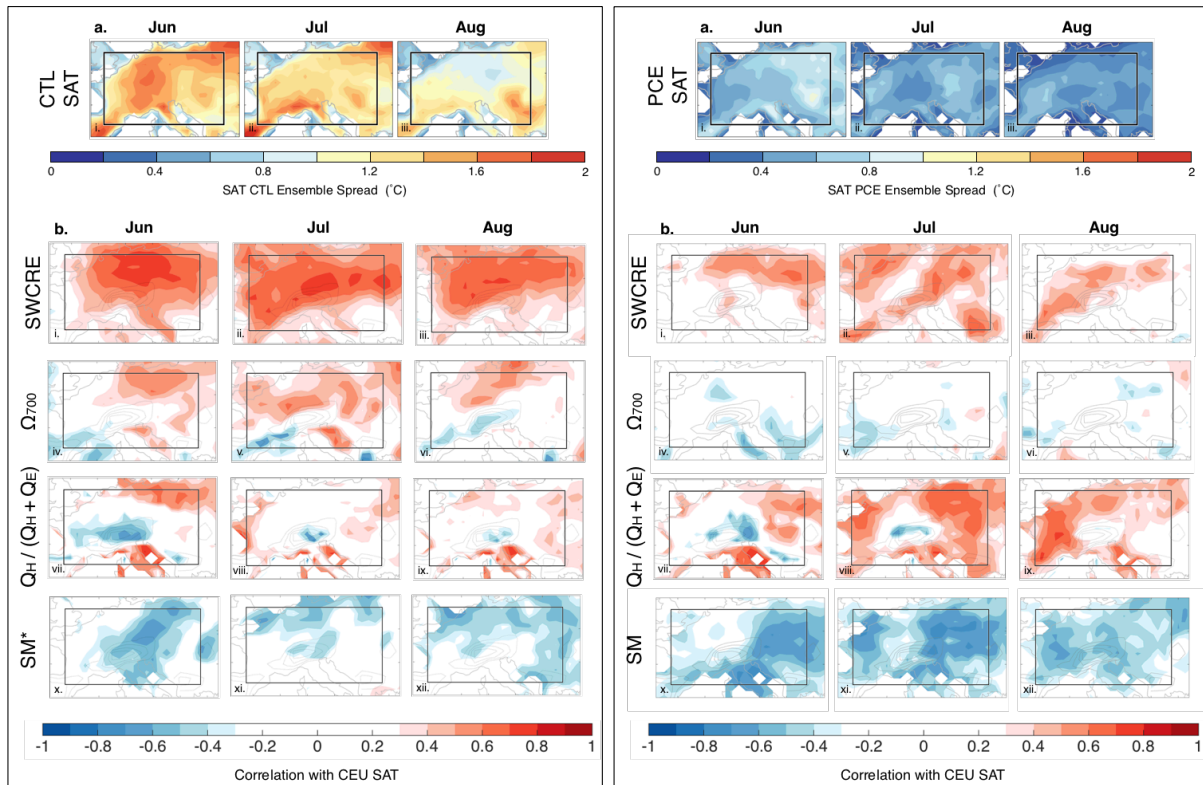 a. Jun Jul Aug
CTL SAT
i. ii. iii.
0 0.4 0.8 1.2 1.6 2
SAT CTL Ensemble Spread (°C)
b. Jun Jul Aug
SWCRE
i. ii. iii.
Ω700
iv. v. vi.
QH / (QH + QE)
vii. viii. ix.
SM*
x. xi. xii.
-1 -0.8 -0.6 -0.4 -0.2 0 0.2 0.4 0.6 0.8 1
Correlation with CEU SAT
a. Jun Jul Aug
PCE SAT
i. ii. iii.
0 0.4 0.8 1.2 1.6 2
SAT PCE Ensemble Spread (°C)
b. Jun Jul Aug
SWCRE
i. ii. iii.
Ω700
iv. v. vi.
QH / (QH + QE)
vii. viii. ix.
SM
x. xi. xii.
-1 -0.8 -0.6 -0.4 -0.2 0 0.2 0.4 0.6 0.8 1
Correlation with CEU SAT